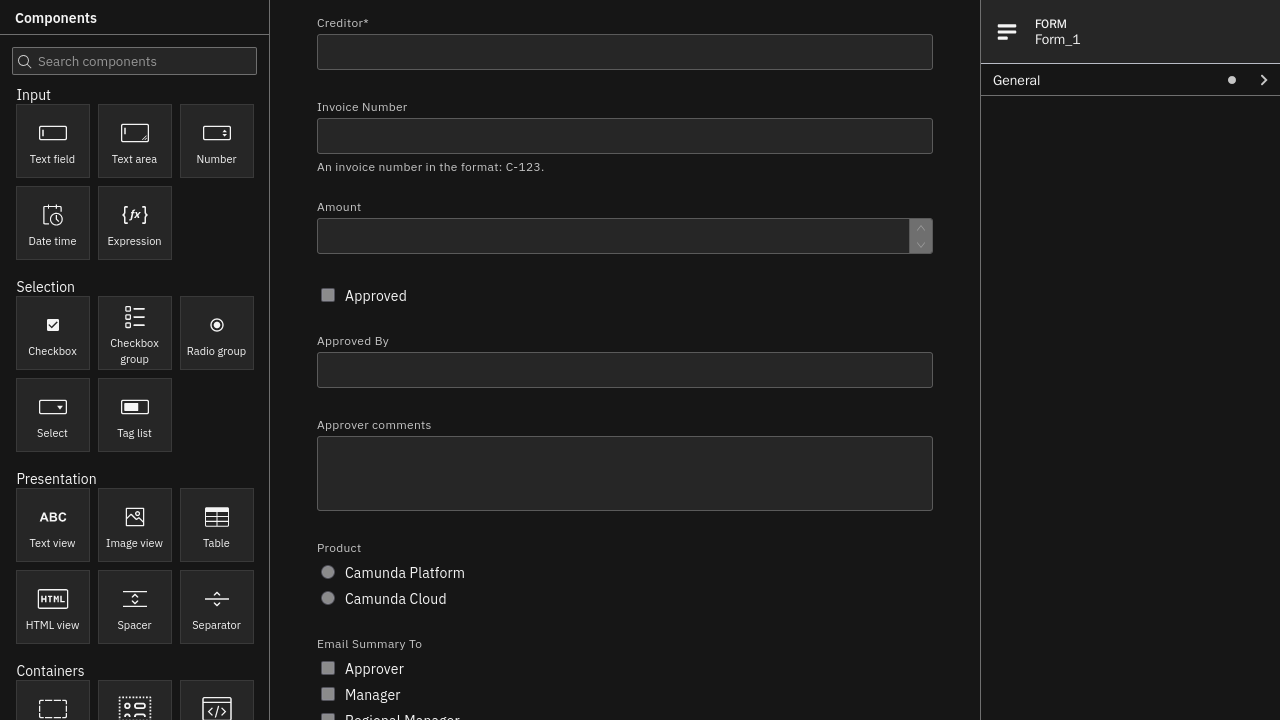 Components
Search components
Input
Text field
Text area
Number
Date time
Expression
Selection
Checkbox
Checkbox
group
Radio group
Select
Tag list
Presentation
ABC
Text view
Image view
Table
HTML
HTML view
Spacer
Separator
Containers
Creditor*
Invoice Number
An invoice number in the format: C-123.
Amount
Approved
Approved By
Approver comments
Product
Camunda Platform
Camunda Cloud
Email Summary To
Approver
Manager
Regional Manager
FORM
Form_1
General